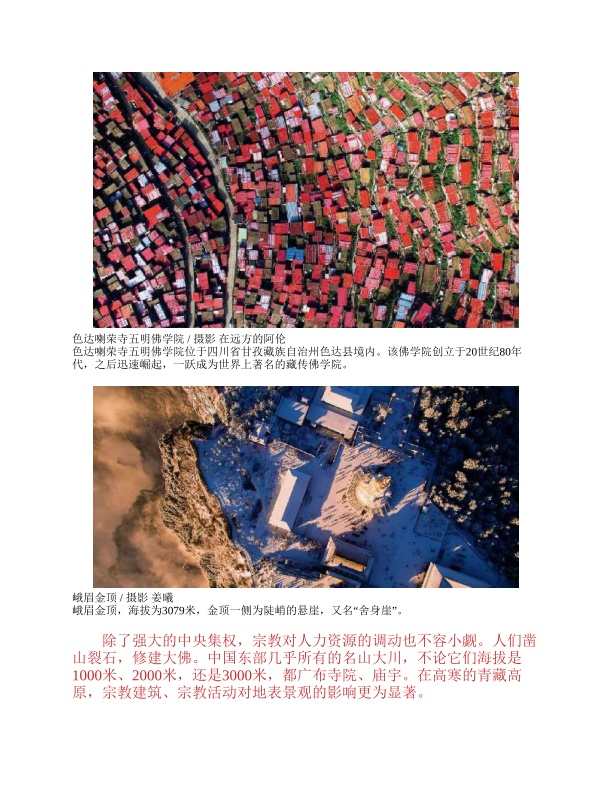 色达喇荣寺五明佛学院 / 摄影 在远方的阿伦
色达喇荣寺五明佛学院位于四川省甘孜藏族自治州色达县境内。该佛学院创立于20世纪80年
代，之后迅速崛起，一跃成为世界上著名的藏传佛学院。
峨眉金顶 / 摄影 姜曦
峨眉金顶，海拔为3079米，金顶一侧为陡峭的悬崖，又名“舍身崖”。
除了强大的中央集权，宗教对人力资源的调动也不容小觑。人们凿
山裂石，修建大佛。中国东部几乎所有的名山大川，不论它们海拔是
1000米、2000米，还是3000米，都广布寺院、庙宇。在高寒的青藏高
原，宗教建筑、宗教活动对地表景观的影响更为显著。